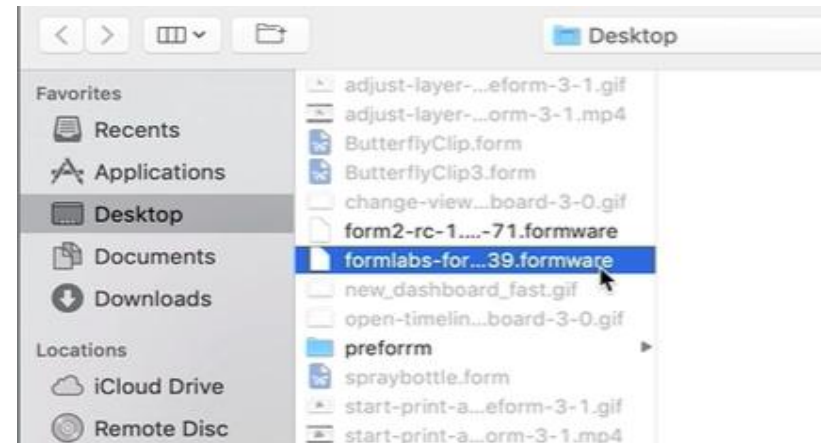 Desktop
Favorites
Recents
Applications
Desktop
Documents
Downloads
Locations
iCloud Drive
Remote Disc
adjust-layer-...eform-3-1.gif
adjust-layer-...orm-3-1.mp4
ButterflyClip.form
ButterflyClip3.form
change-view...board-3-0.gif
form2-rc-1....-71.formware
formlabs-for...39.formware
new_dashboard_fast.gif
open-timelin...board-3-0.gif
preforrm
spraybottle.form
start-print-a...eform-3-1.gif
start-print-a...orm-3-1.mp4